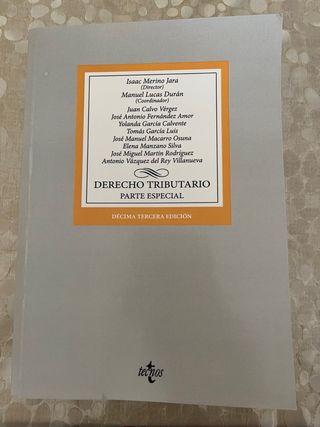 Isaac Merino Jara
(Director)
Manuel Lucas Durán
(Coordinador)
Juan Calvo Vérgez
José Antonio Fernández Amor
Yolanda García Calvente
Tomás García Luis
José Manuel Macarro Osuna
Elena Manzano Silva
José Miguel Martín Rodríguez
Antonio Vázquez del Rey Villanueva
DERECHO TRIBUTARIO
PARTE ESPECIAL
DÉCIMA TERCERA EDICIÓN
tecnos